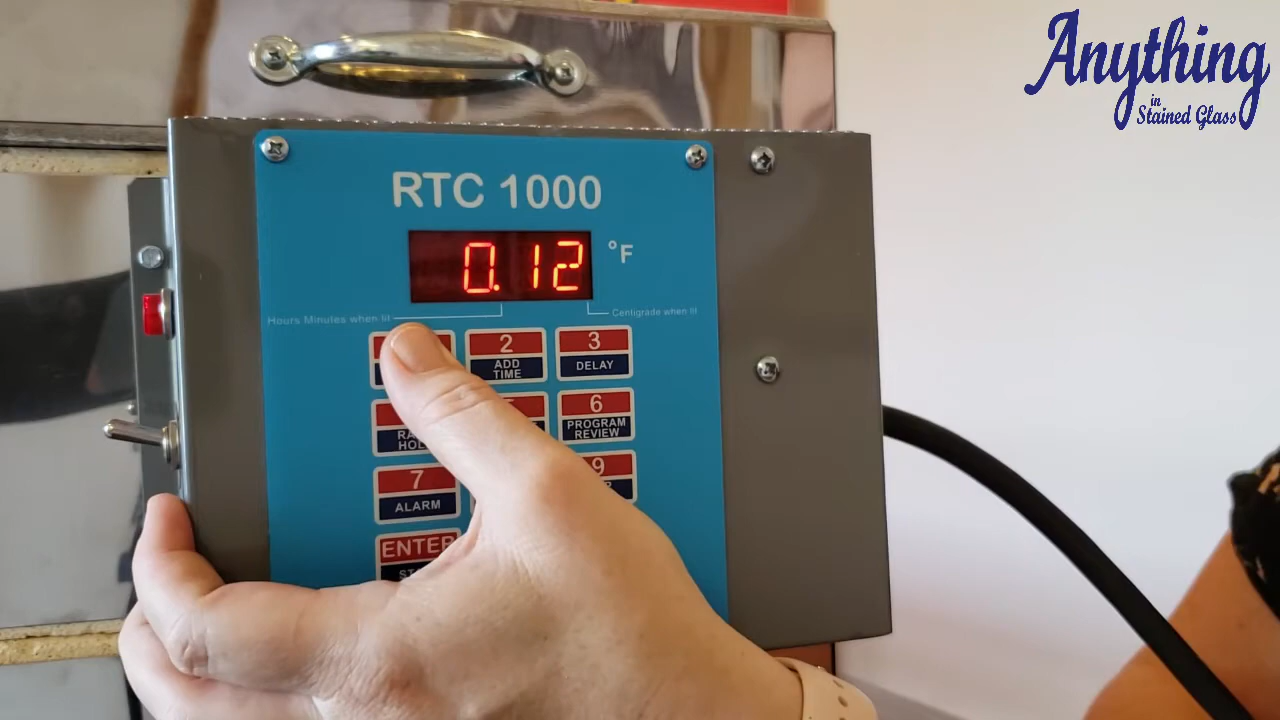 Anything
in
Stained Glass
RTC 1000
0.12
°F
Hours Minutes when lit
Centigrade when lit
2
ADD
TIME
3
DELAY
6
PROGRAM
REVIEW
7
ALARM
9
ENTER